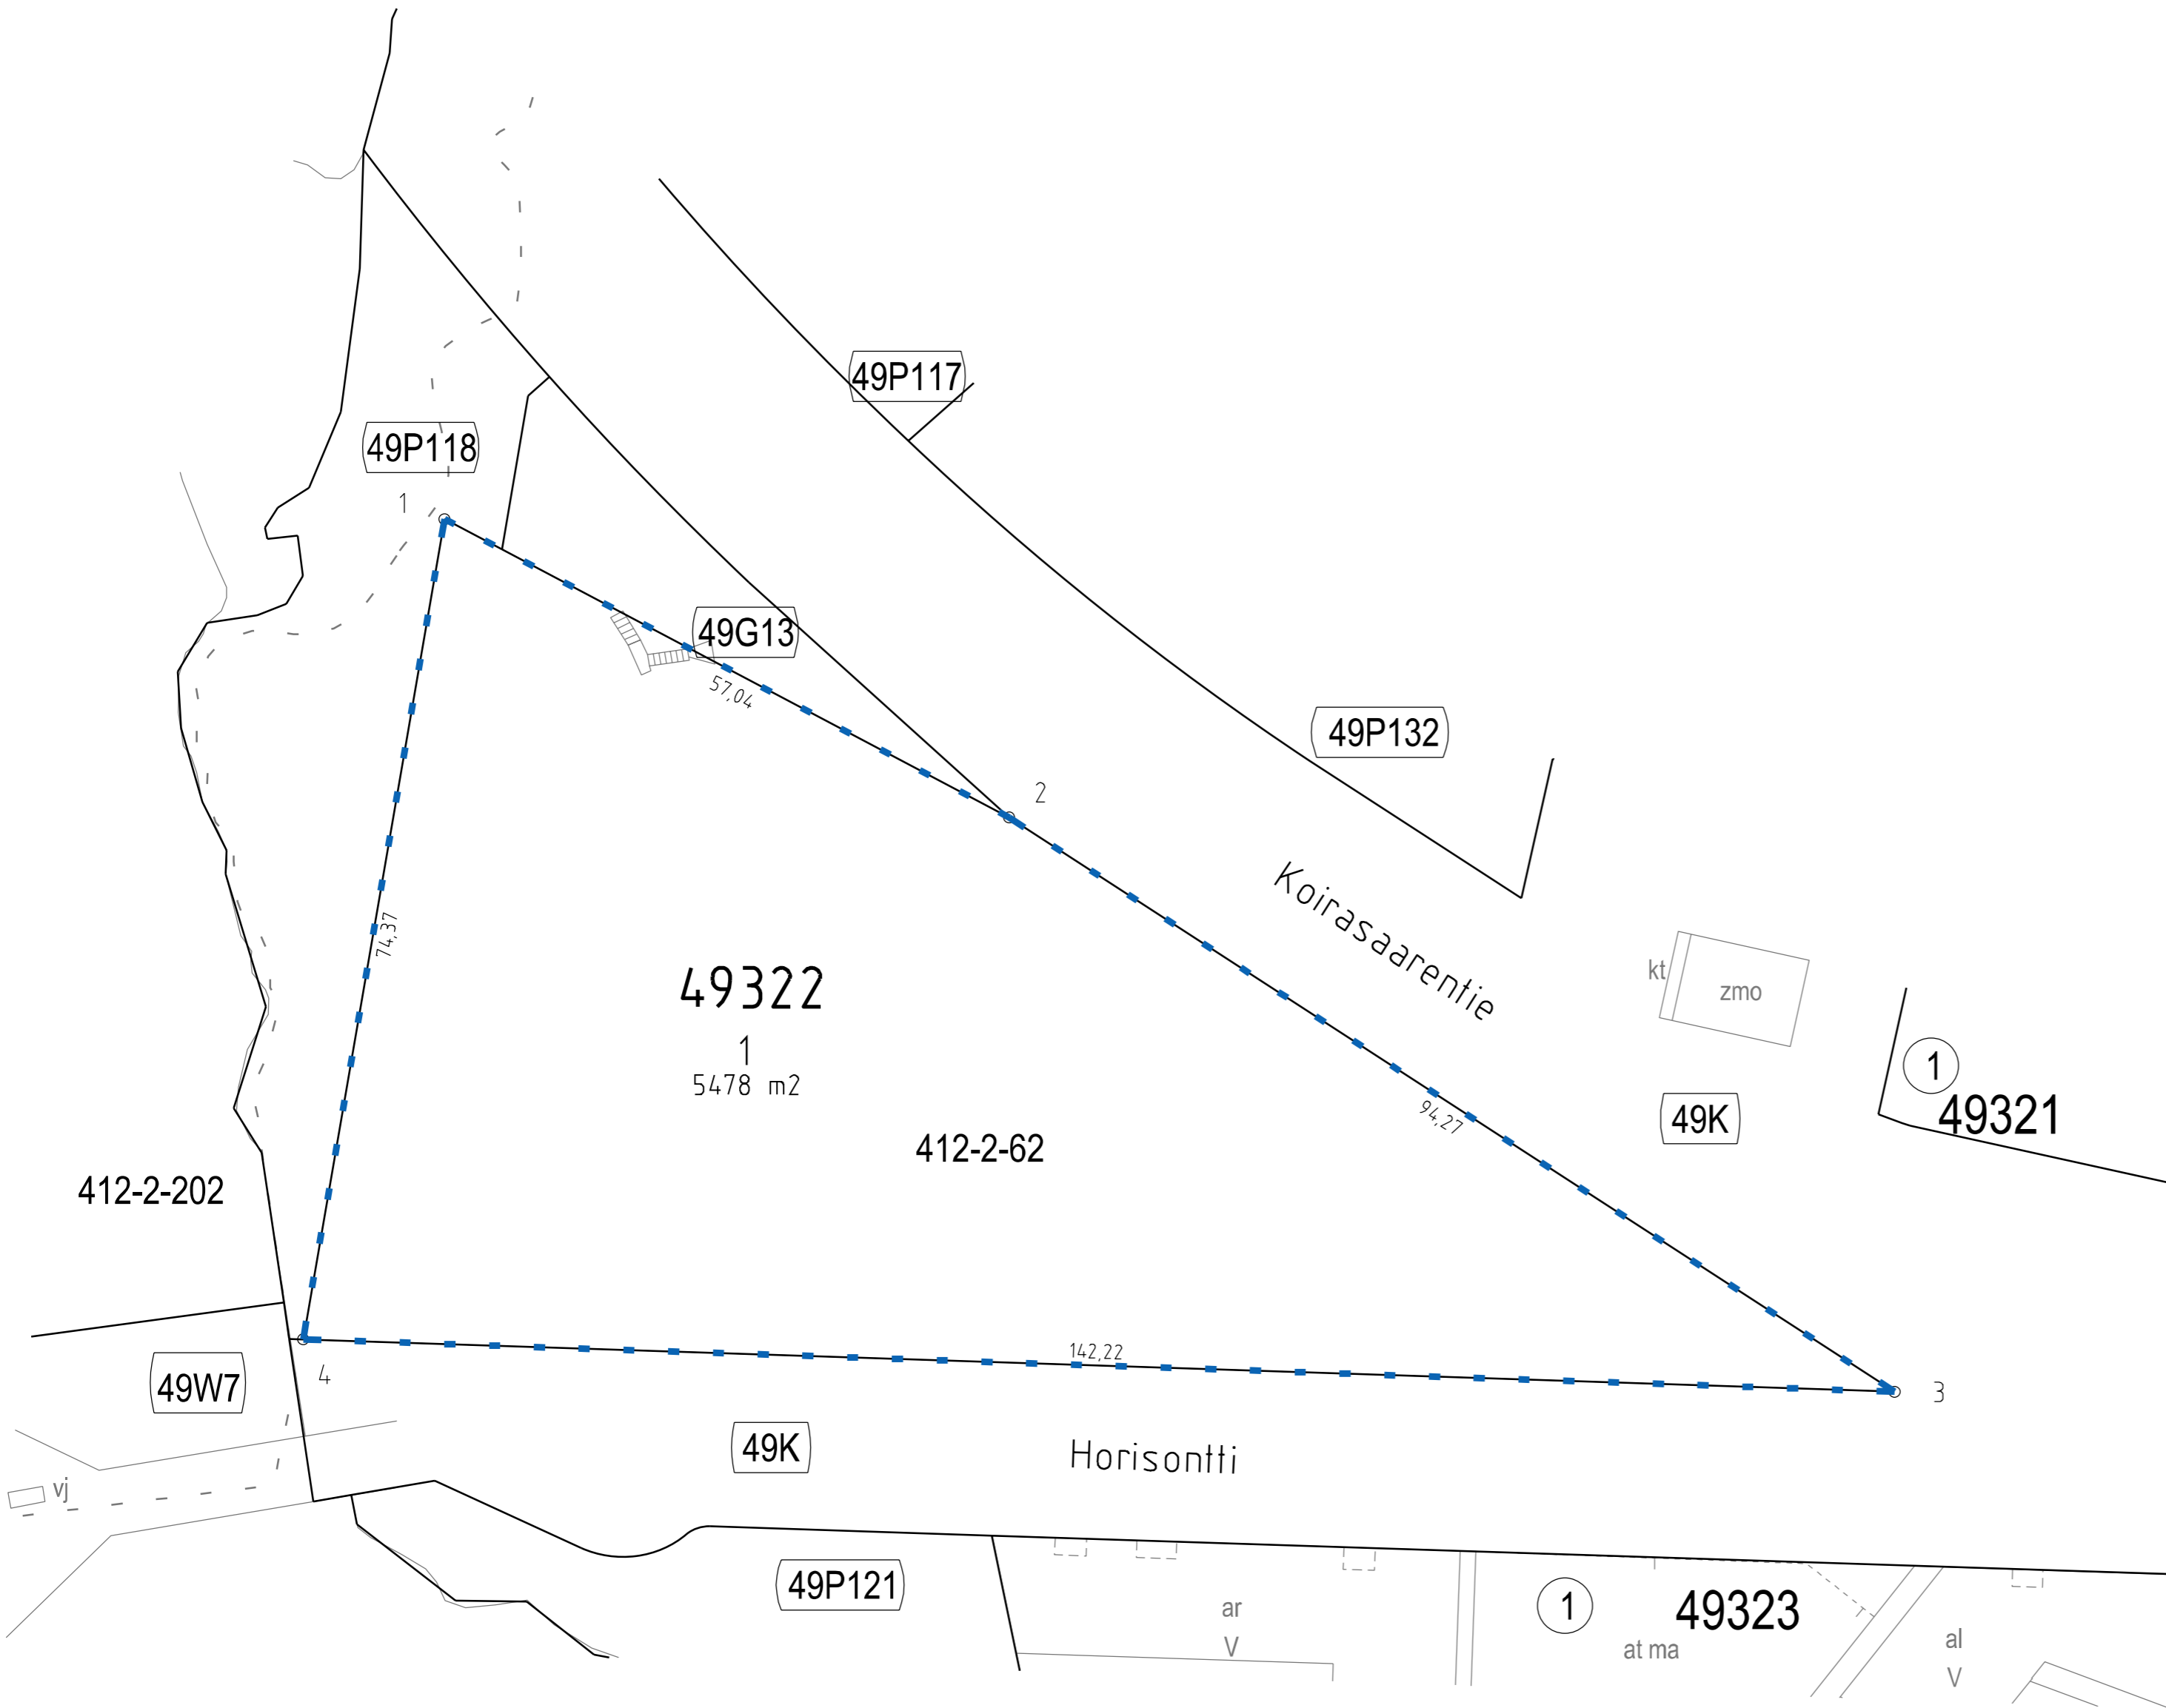 49P117
49P118
1
49G13
57,04
49P132
2
Koirasaarentie
74,37
49322
1
5478 m2
kt
zmo
1
49321
94,27
49K
412-2-62
412-2-202
142,22
4
3
49W7
49K
Horisontti
vj
49P121
ar
V
1
49323
at ma
al
V